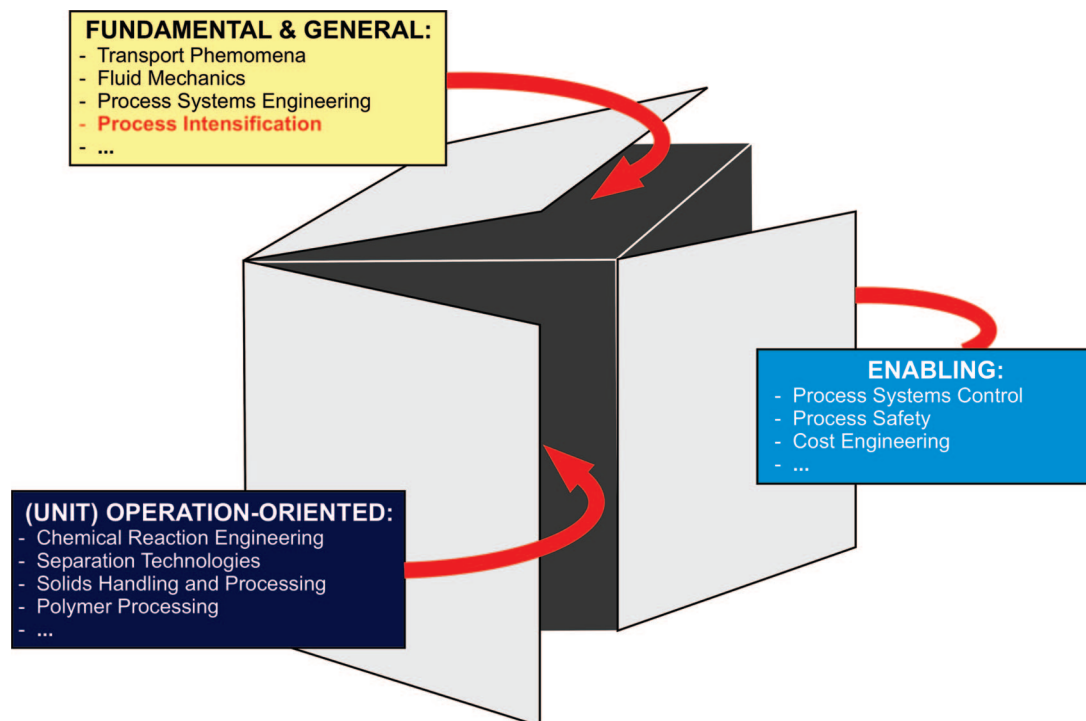 FUNDAMENTAL & GENERAL:
- Transport Phemomena
- Fluid Mechanics
- Process Systems Engineering
- Process Intensification
- ...
ENABLING:
- Process Systems Control
- Process Safety
- Cost Engineering
- ...
(UNIT) OPERATION-ORIENTED:
- Chemical Reaction Engineering
- Separation Technologies
- Solids Handling and Processing
- Polymer Processing
- ...